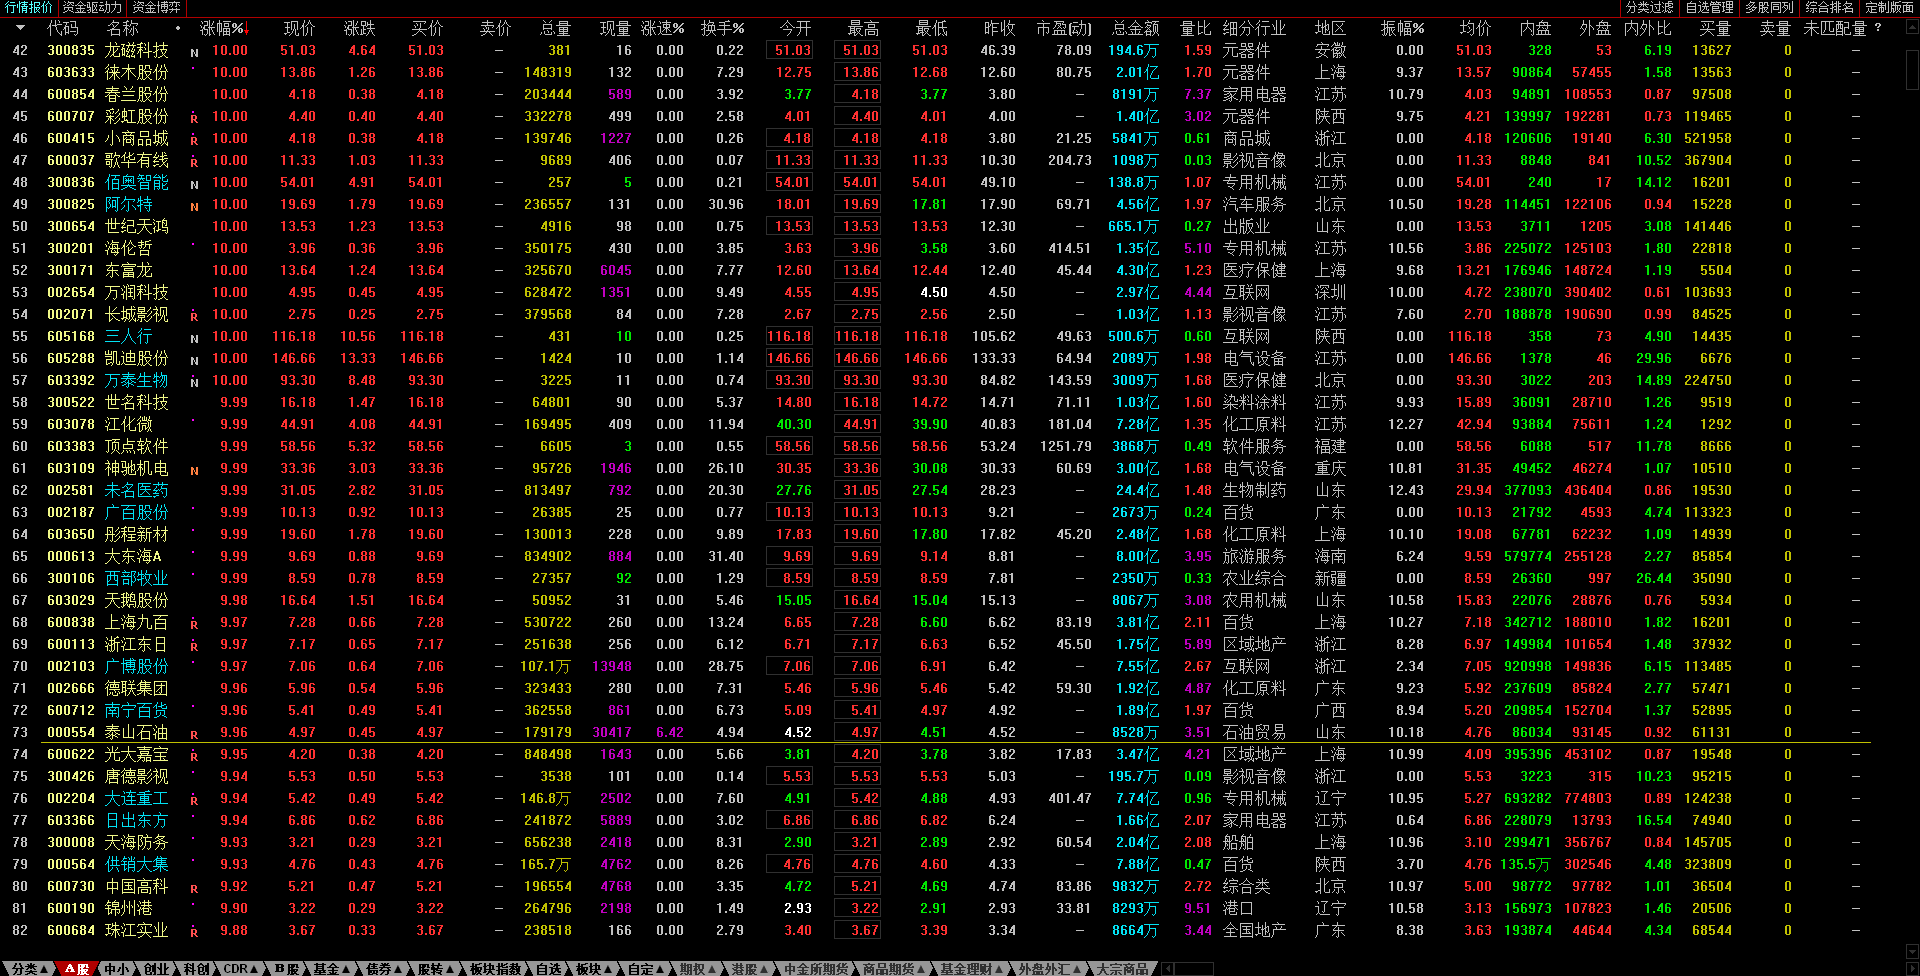 行情报价 资金驱动力 资金博弈 分类过滤 自选管理 多股同列 综合排名 定制版面
代码 名称 涨幅%↓ 现价 涨跌 买价 卖价 总量 现量 涨速% 换手% 今开 最高 最低 昨收 市盈(动) 总金额 量比 细分行业 地区 振幅% 均价 内盘 外盘 内外比 买量 卖量 未匹配量 ?
42 300835 龙磁科技 N 10.00 51.03 4.64 51.03 — 381 16 0.00 0.22 51.03 51.03 51.03 46.39 78.09 194.6万 1.59 元器件 安徽 0.00 51.03 328 53 6.19 13627 0 —
43 603633 徕木股份 10.00 13.86 1.26 13.86 — 148319 132 0.00 7.29 12.75 13.86 12.68 12.60 80.75 2.01亿 1.70 元器件 上海 9.37 13.57 90864 57455 1.58 13563 0 —
44 600854 春兰股份 10.00 4.18 0.38 4.18 — 203444 589 0.00 3.92 3.77 4.18 3.77 3.80 — 8191万 7.37 家用电器 江苏 10.79 4.03 94891 108553 0.87 97508 0 —
45 600707 彩虹股份 R 10.00 4.40 0.40 4.40 — 332278 499 0.00 2.58 4.01 4.40 4.01 4.00 — 1.40亿 3.02 元器件 陕西 9.75 4.21 139997 192281 0.73 119465 0 —
46 600415 小商品城 R 10.00 4.18 0.38 4.18 — 139746 1227 0.00 0.26 4.18 4.18 4.18 3.80 21.25 5841万 0.61 商品城 浙江 0.00 4.18 120606 19140 6.30 521958 0 —
47 600037 歌华有线 R 10.00 11.33 1.03 11.33 — 9689 406 0.00 0.07 11.33 11.33 11.33 10.30 204.73 1098万 0.03 影视音像 北京 0.00 11.33 8848 841 10.52 367904 0 —
48 300836 佰奥智能 N 10.00 54.01 4.91 54.01 — 257 5 0.00 0.21 54.01 54.01 54.01 49.10 — 138.8万 1.07 专用机械 江苏 0.00 54.01 240 17 14.12 16201 0 —
49 300825 阿尔特 N 10.00 19.69 1.79 19.69 — 236557 131 0.00 30.96 18.01 19.69 17.81 17.90 69.71 4.56亿 1.97 汽车服务 北京 10.50 19.28 114451 122106 0.94 15228 0 —
50 300654 世纪天鸿 10.00 13.53 1.23 13.53 — 4916 98 0.00 0.75 13.53 13.53 13.53 12.30 — 665.1万 0.27 出版业 山东 0.00 13.53 3711 1205 3.08 141446 0 —
51 300201 海伦哲 10.00 3.96 0.36 3.96 — 350175 430 0.00 3.85 3.63 3.96 3.58 3.60 414.51 1.35亿 5.10 专用机械 江苏 10.56 3.86 225072 125103 1.80 22818 0 —
52 300171 东富龙 10.00 13.64 1.24 13.64 — 325670 6045 0.00 7.77 12.60 13.64 12.44 12.40 45.44 4.30亿 1.23 医疗保健 上海 9.68 13.21 176946 148724 1.19 5504 0 —
53 002654 万润科技 10.00 4.95 0.45 4.95 — 628472 1351 0.00 9.49 4.55 4.95 4.50 4.50 — 2.97亿 4.44 互联网 深圳 10.00 4.72 238070 390402 0.61 103693 0 —
54 002071 长城影视 R 10.00 2.75 0.25 2.75 — 379568 84 0.00 7.28 2.67 2.75 2.56 2.50 — 1.03亿 1.13 影视音像 江苏 7.60 2.70 188878 190690 0.99 84525 0 —
55 605168 三人行 N 10.00 116.18 10.56 116.18 — 431 10 0.00 0.25 116.18 116.18 116.18 105.62 49.63 500.6万 0.60 互联网 陕西 0.00 116.18 358 73 4.90 14435 0 —
56 605288 凯迪股份 N 10.00 146.66 13.33 146.66 — 1424 10 0.00 1.14 146.66 146.66 146.66 133.33 64.94 2089万 1.98 电气设备 江苏 0.00 146.66 1378 46 29.96 6676 0 —
57 603392 万泰生物 N 10.00 93.30 8.48 93.30 — 3225 11 0.00 0.74 93.30 93.30 93.30 84.82 143.59 3009万 1.68 医疗保健 北京 0.00 93.30 3022 203 14.89 224750 0 —
58 300522 世名科技 9.99 16.18 1.47 16.18 — 64801 90 0.00 5.37 14.80 16.18 14.72 14.71 71.11 1.03亿 1.60 染料涂料 江苏 9.93 15.89 36091 28710 1.26 9519 0 —
59 603078 江化微 9.99 44.91 4.08 44.91 — 169495 409 0.00 11.94 40.30 44.91 39.90 40.83 181.04 7.28亿 1.35 化工原料 江苏 12.27 42.94 93884 75611 1.24 1292 0 —
60 603383 顶点软件 9.99 58.56 5.32 58.56 — 6605 3 0.00 0.55 58.56 58.56 58.56 53.24 1251.79 3868万 0.49 软件服务 福建 0.00 58.56 6088 517 11.78 8666 0 —
61 603109 神驰机电 N 9.99 33.36 3.03 33.36 — 95726 1946 0.00 26.10 30.35 33.36 30.08 30.33 60.69 3.00亿 1.68 电气设备 重庆 10.81 31.35 49452 46274 1.07 10510 0 —
62 002581 未名医药 9.99 31.05 2.82 31.05 — 813497 792 0.00 20.30 27.76 31.05 27.54 28.23 — 24.4亿 1.48 生物制药 山东 12.43 29.94 377093 436404 0.86 19530 0 —
63 002187 广百股份 9.99 10.13 0.92 10.13 — 26385 25 0.00 0.77 10.13 10.13 10.13 9.21 — 2673万 0.24 百货 广东 0.00 10.13 21792 4593 4.74 113323 0 —
64 603650 彤程新材 9.99 19.60 1.78 19.60 — 130013 228 0.00 9.89 17.83 19.60 17.80 17.82 45.20 2.48亿 1.68 化工原料 上海 10.10 19.08 67781 62232 1.09 14939 0 —
65 000613 大东海A 9.99 9.69 0.88 9.69 — 834902 884 0.00 31.40 9.69 9.69 9.14 8.81 — 8.00亿 3.95 旅游服务 海南 6.24 9.59 579774 255128 2.27 85854 0 —
66 300106 西部牧业 9.99 8.59 0.78 8.59 — 27357 92 0.00 1.29 8.59 8.59 8.59 7.81 — 2350万 0.33 农业综合 新疆 0.00 8.59 26360 997 26.44 35090 0 —
67 603029 天鹅股份 9.98 16.64 1.51 16.64 — 50952 31 0.00 5.46 15.05 16.64 15.04 15.13 — 8067万 3.08 农用机械 山东 10.58 15.83 22076 28876 0.76 5934 0 —
68 600838 上海九百 R 9.97 7.28 0.66 7.28 — 530722 260 0.00 13.24 6.65 7.28 6.60 6.62 83.19 3.81亿 2.11 百货 上海 10.27 7.18 342712 188010 1.82 16201 0 —
69 600113 浙江东日 R 9.97 7.17 0.65 7.17 — 251638 256 0.00 6.12 6.71 7.17 6.63 6.52 45.50 1.75亿 5.89 区域地产 浙江 8.28 6.97 149984 101654 1.48 37932 0 —
70 002103 广博股份 9.97 7.06 0.64 7.06 — 107.1万 13948 0.00 28.75 7.06 7.06 6.91 6.42 — 7.55亿 2.67 互联网 浙江 2.34 7.05 920998 149836 6.15 113485 0 —
71 002666 德联集团 9.96 5.96 0.54 5.96 — 323433 280 0.00 7.31 5.46 5.96 5.46 5.42 59.30 1.92亿 4.87 化工原料 广东 9.23 5.92 237609 85824 2.77 57471 0 —
72 600712 南宁百货 9.96 5.41 0.49 5.41 — 362558 861 0.00 6.73 5.09 5.41 4.97 4.92 — 1.89亿 1.97 百货 广西 8.94 5.20 209854 152704 1.37 52895 0 —
73 000554 泰山石油 R 9.96 4.97 0.45 4.97 — 179179 30417 6.42 4.94 4.52 4.97 4.51 4.52 — 8528万 3.51 石油贸易 山东 10.18 4.76 86034 93145 0.92 61131 0 —
74 600622 光大嘉宝 R 9.95 4.20 0.38 4.20 — 848498 1643 0.00 5.66 3.81 4.20 3.78 3.82 17.83 3.47亿 4.21 区域地产 上海 10.99 4.09 395396 453102 0.87 19548 0 —
75 300426 唐德影视 9.94 5.53 0.50 5.53 — 3538 101 0.00 0.14 5.53 5.53 5.53 5.03 — 195.7万 0.09 影视音像 浙江 0.00 5.53 3223 315 10.23 95215 0 —
76 002204 大连重工 R 9.94 5.42 0.49 5.42 — 146.8万 2502 0.00 7.60 4.91 5.42 4.88 4.93 401.47 7.74亿 0.96 专用机械 辽宁 10.95 5.27 693282 774803 0.89 124238 0 —
77 603366 日出东方 9.94 6.86 0.62 6.86 — 241872 5889 0.00 3.02 6.86 6.86 6.82 6.24 — 1.66亿 2.07 家用电器 江苏 0.64 6.86 228079 13793 16.54 74940 0 —
78 300008 天海防务 9.93 3.21 0.29 3.21 — 656238 2418 0.00 8.31 2.90 3.21 2.89 2.92 60.54 2.04亿 2.08 船舶 上海 10.96 3.10 299471 356767 0.84 145705 0 —
79 000564 供销大集 9.93 4.76 0.43 4.76 — 165.7万 4762 0.00 8.26 4.76 4.76 4.60 4.33 — 7.88亿 0.47 百货 陕西 3.70 4.76 135.5万 302546 4.48 323809 0 —
80 600730 中国高科 R 9.92 5.21 0.47 5.21 — 196554 4768 0.00 3.35 4.72 5.21 4.69 4.74 83.86 9832万 2.72 综合类 北京 10.97 5.00 98772 97782 1.01 36504 0 —
81 600190 锦州港 9.90 3.22 0.29 3.22 — 264796 2198 0.00 1.49 2.93 3.22 2.91 2.93 33.81 8293万 9.51 港口 辽宁 10.58 3.13 156973 107823 1.46 20506 0 —
82 600684 珠江实业 R 9.88 3.67 0.33 3.67 — 238518 166 0.00 2.79 3.40 3.67 3.39 3.34 — 8664万 3.44 全国地产 广东 8.38 3.63 193874 44644 4.34 68544 0 —
分类▲ A股 中小 创业 科创 CDR▲ B股 基金▲ 债券▲ 股转▲ 板块指数 自选 板块▲ 自定▲ 期权▲ 港股▲ 中金所期货 商品期货▲ 基金理财▲ 外盘外汇▲ 大宗商品